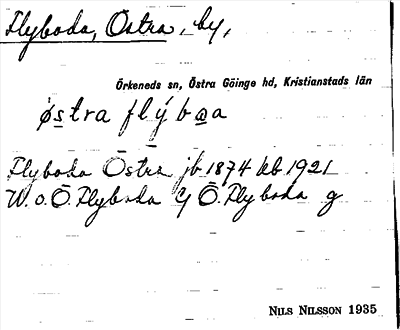 Flyboda, Östra, by,
Örkeneds sn, Östra Göinge hd, Kristianstads län
östra flý b a
Flyboda Östra jb 1874 kb 1921
V. o. Ö. Flyboda Ö. Flyboda g
NILS NILSSON 1935